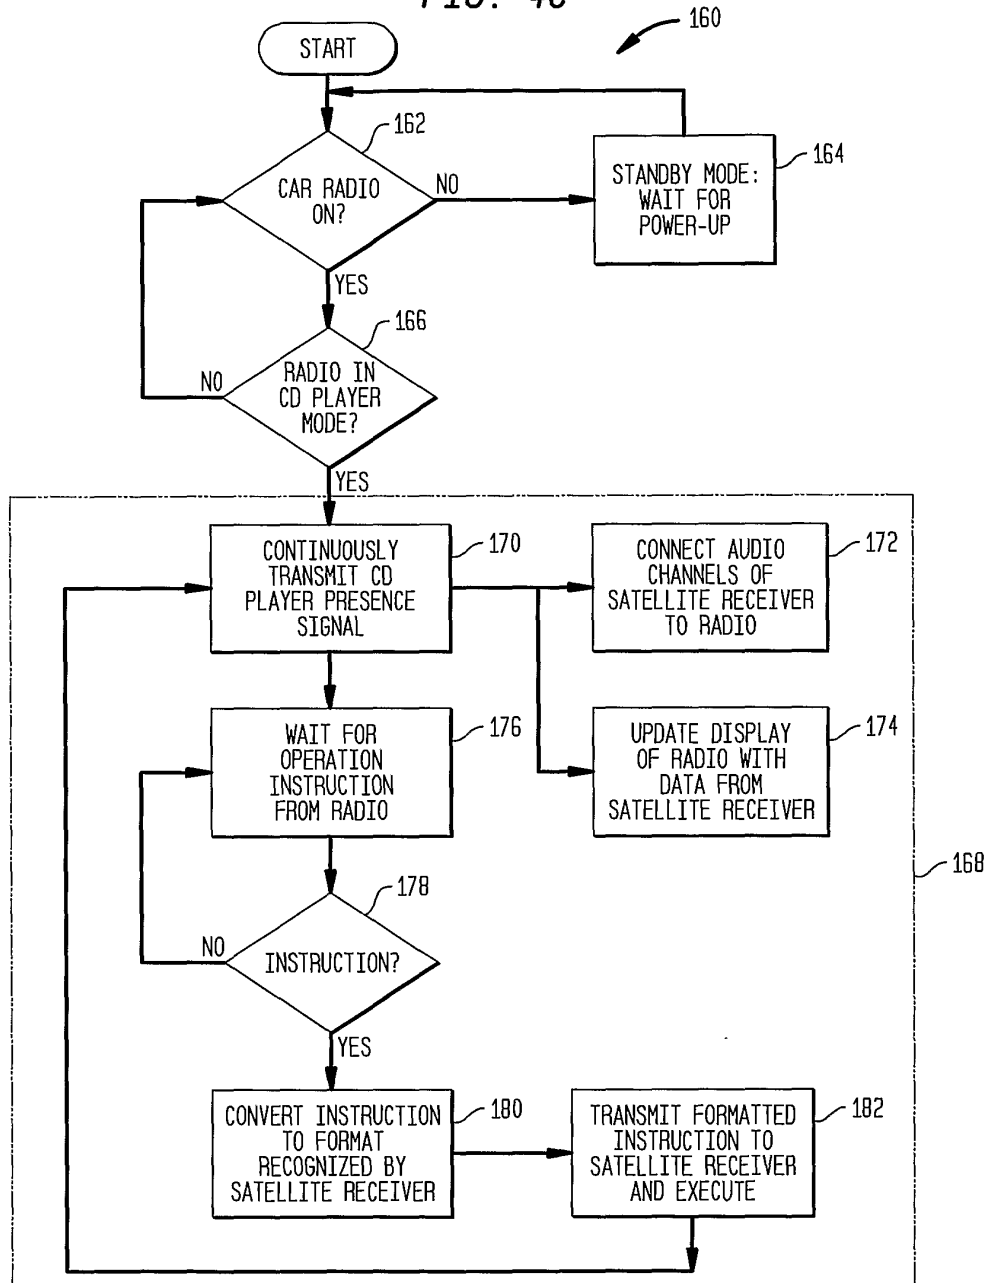 160
START
162
CAR RADIO
ON?
NO
STANDBY MODE:
WAIT FOR
POWER-UP
164
YES
166
RADIO IN
CD PLAYER
MODE?
NO
YES
CONTINUOUSLY
TRANSMIT CD
PLAYER PRESENCE
SIGNAL
170
CONNECT AUDIO
CHANNELS OF
SATELLITE RECEIVER
TO RADIO
172
WAIT FOR
OPERATION
INSTRUCTION
FROM RADIO
176
UPDATE DISPLAY
OF RADIO WITH
DATA FROM
SATELLITE RECEIVER
174
168
178
INSTRUCTION?
NO
YES
CONVERT INSTRUCTION
TO FORMAT
RECOGNIZED BY
SATELLITE RECEIVER
180
TRANSMIT FORMATTED
INSTRUCTION TO
SATELLITE RECEIVER
AND EXECUTE
182